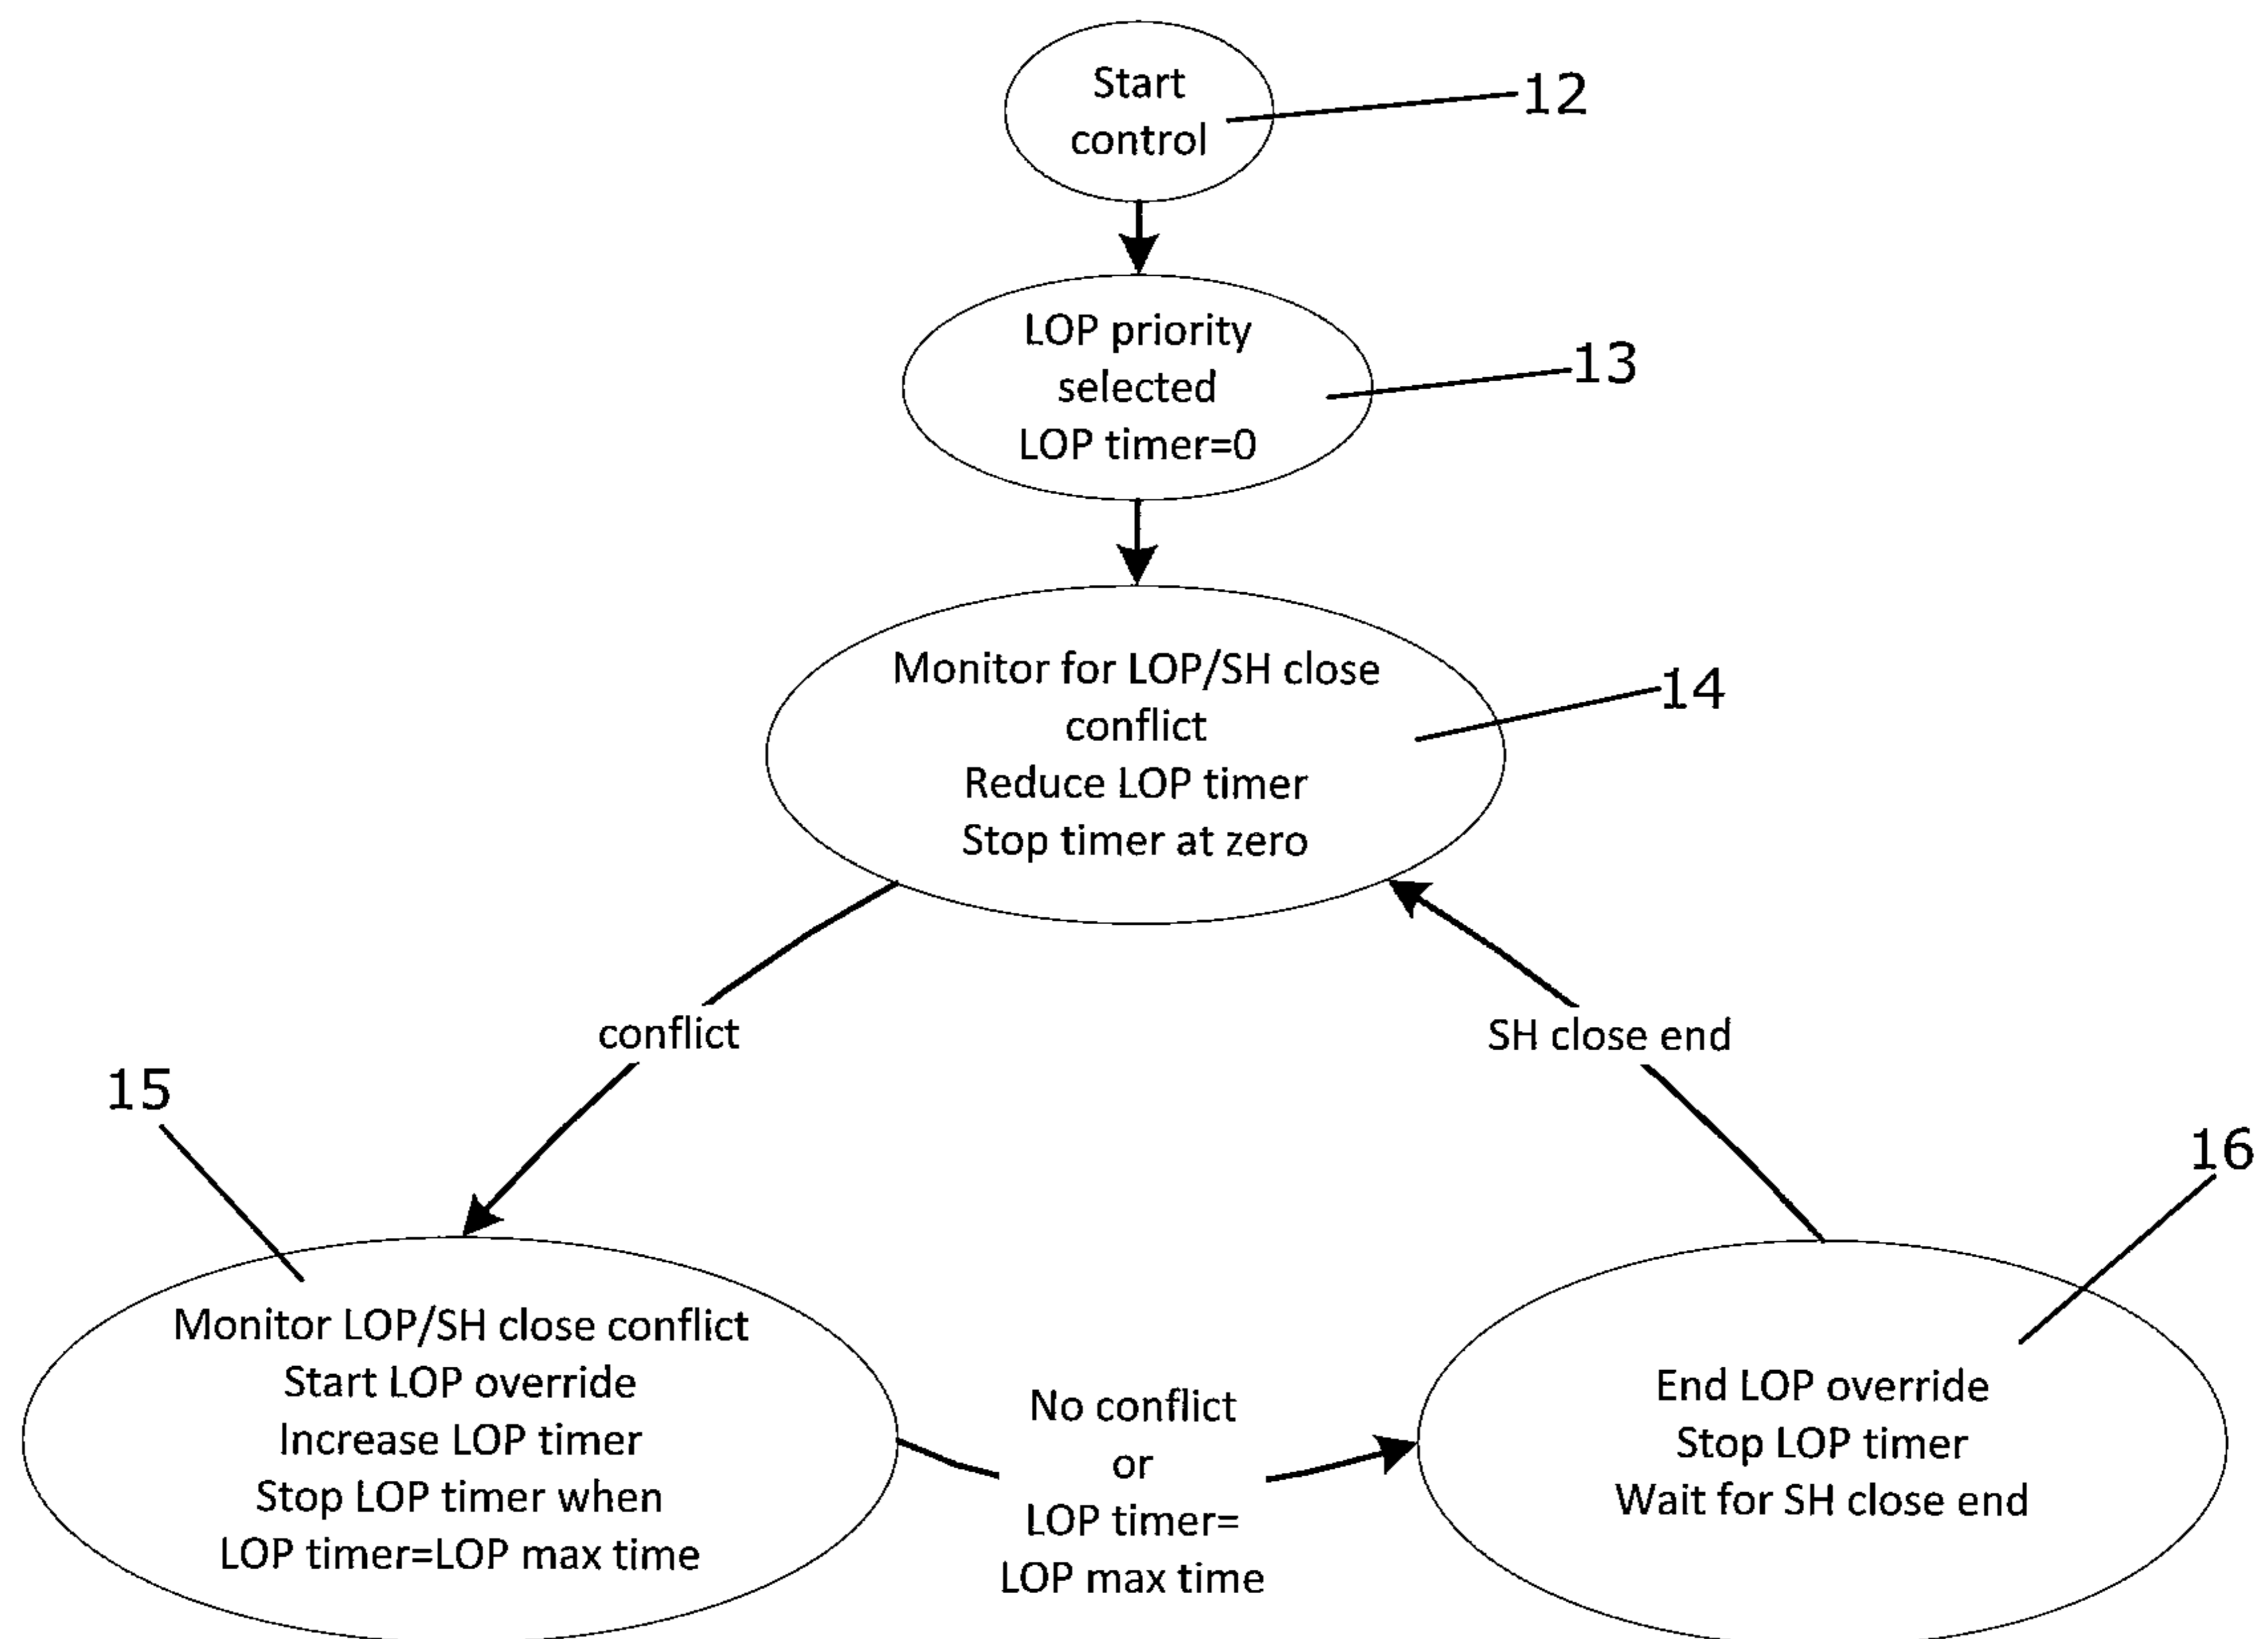 Start
control
12
LOP priority
selected
LOP timer=0
13
Monitor for LOP/SH close
conflict
Reduce LOP timer
Stop timer at zero
14
conflict
SH close end
15
16
Monitor LOP/SH close conflict
Start LOP override
Increase LOP timer
Stop LOP timer when
LOP timer=LOP max time
No conflict
or
LOP timer=
LOP max time
End LOP override
Stop LOP timer
Wait for SH close end